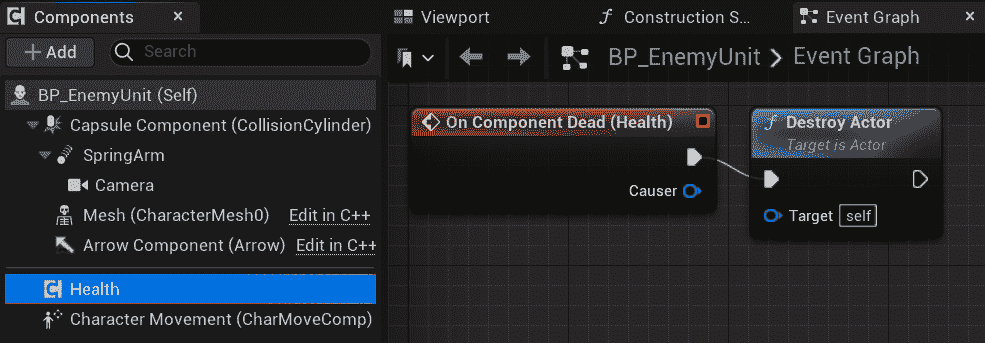 Components
Add
Search
BP_EnemyUnit (Self)
Capsule Component (CollisionCylinder)
SpringArm
Camera
Mesh (CharacterMesh0) Edit in C++
Arrow Component (Arrow) Edit in C++
Health
Character Movement (CharMoveComp)
Viewport
Construction S...
Event Graph
BP_EnemyUnit > Event Graph
On Component Dead (Health)
Causer
Destroy Actor
Target is Actor
Target self